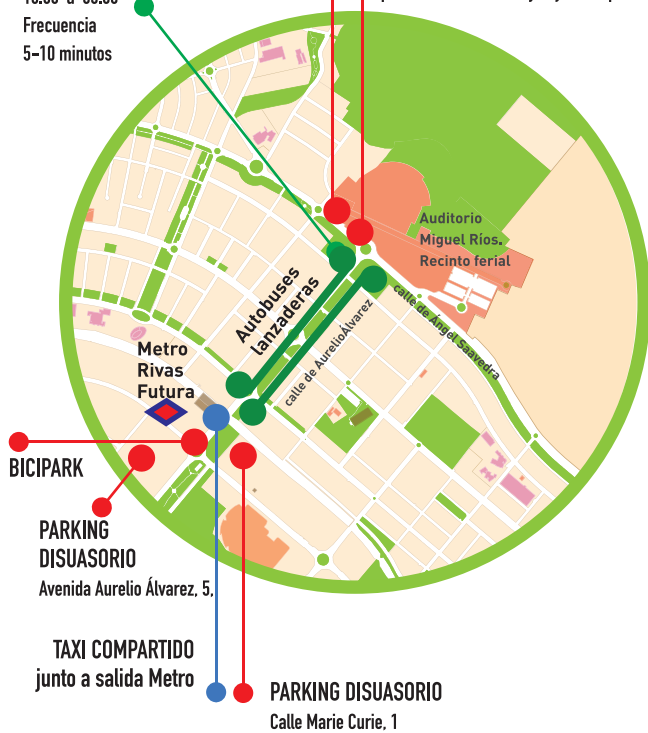 Frecuencia
5-10 minutos
Auditorio
Miguel Ríos.
Recinto ferial
Autobuses
lanzaderas
calle de AurelioÁlvarez
calle de Ángel Saavedra
Metro
Rivas
Futura
BICIPARK
PARKING
DISUASORIO
Avenida Aurelio Álvarez, 5,
TAXI COMPARTIDO
junto a salida Metro
PARKING DISUASORIO
Calle Marie Curie, 1